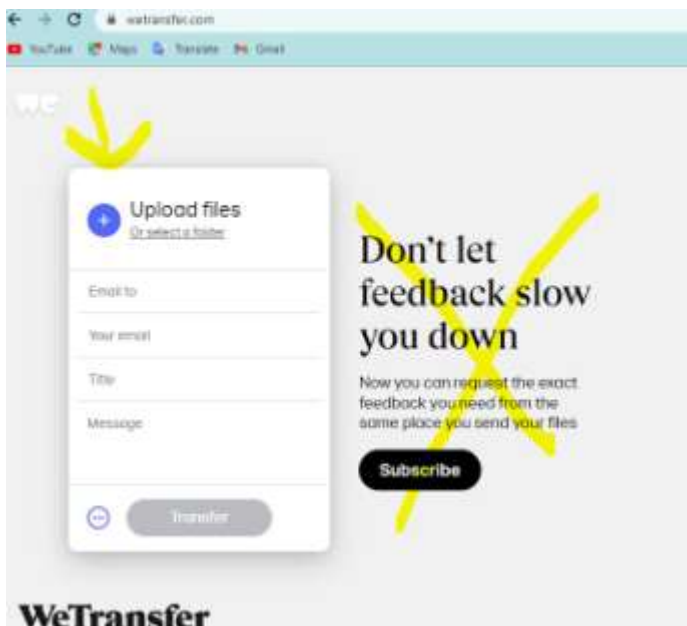 wetransfer.com
YouTube Maps Translate Gmail
we
Upload files
Or select a folder
Email to
Your email
Title
Message
Transfer
Don't let
feedback slow
you down
Now you can request the exact
feedback you need from the
same place you send your files
Subscribe
WeTransfer